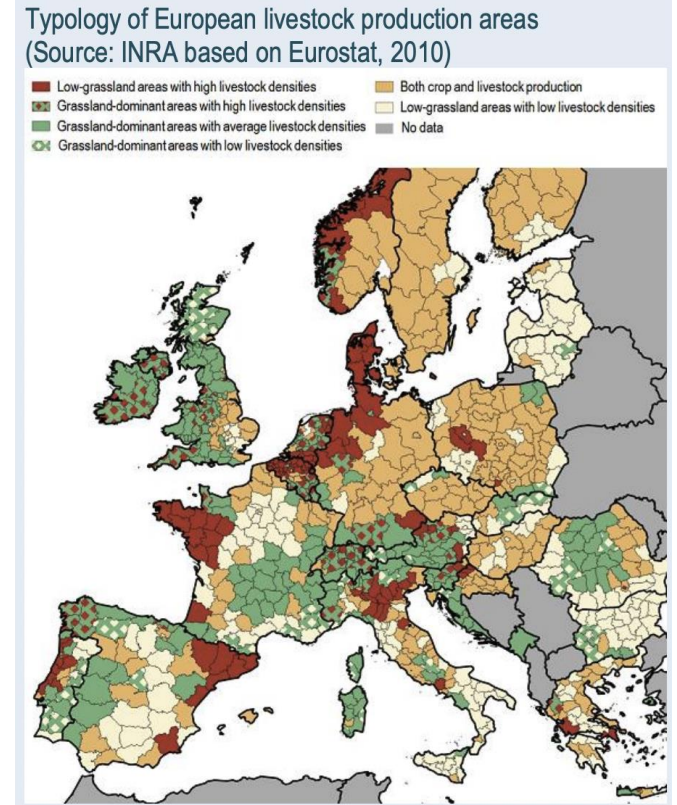 Typology of European livestock production areas
(Source: INRA based on Eurostat, 2010)
Low-grassland areas with high livestock densities
Grassland-dominant areas with high livestock densities
Grassland-dominant areas with average livestock densities
Grassland-dominant areas with low livestock densities
Both crop and livestock production
Low-grassland areas with low livestock densities
No data